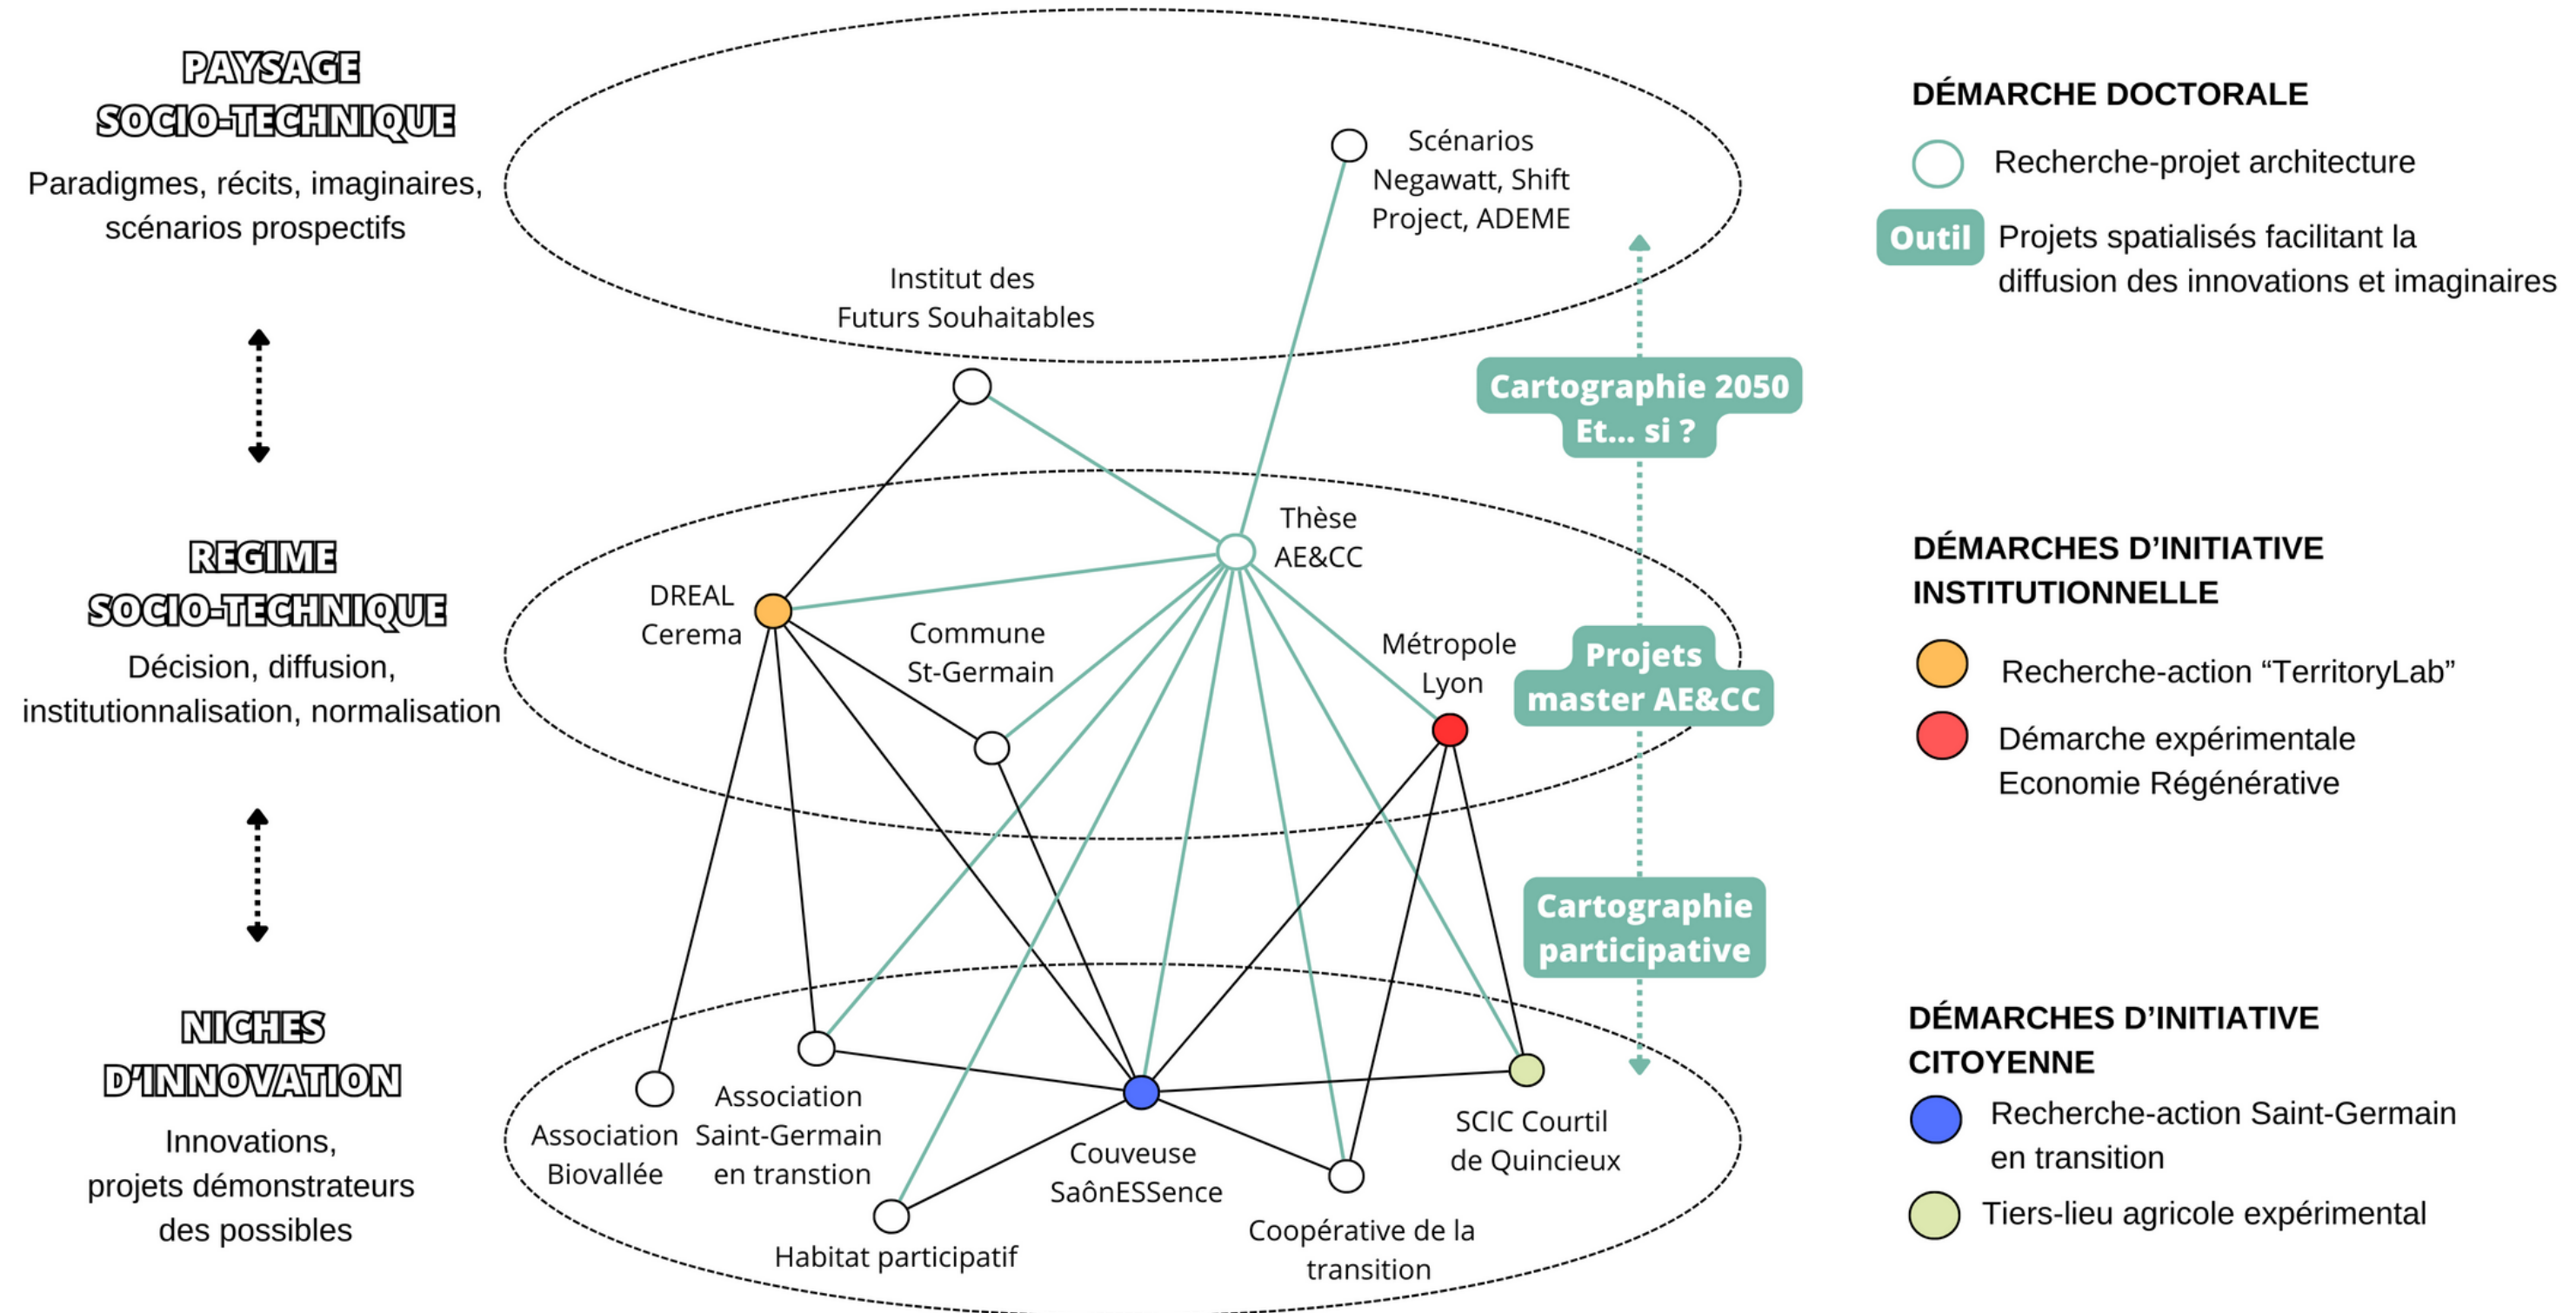 PAYSAGE
SOCIO-TECHNIQUE
Paradigmes, récits, imaginaires,
scénarios prospectifs
REGIME
SOCIO-TECHNIQUE
Décision, diffusion,
institutionnalisation, normalisation
NICHES
D'INNOVATION
Innovations,
projets démonstrateurs
des possibles
Scénarios
Negawatt, Shift
Project, ADEME
Institut des
Futurs Souhaitables
Thèse
AE&CC
DREAL
Cerema
Commune
St-Germain
Métropole
Lyon
Association
Biovallée
Association
Saint-Germain
en transtion
Habitat participatif
Couveuse
SaônESSence
Coopérative de la
transition
SCIC Courtil
de Quincieux
Cartographie 2050
Et... si ?
Projets
master AE&CC
Cartographie
participative
DÉMARCHE DOCTORALE
Recherche-projet architecture
Outil
Projets spatialisés facilitant la
diffusion des innovations et imaginaires
DÉMARCHES D’INITIATIVE
INSTITUTIONNELLE
Recherche-action “TerritoryLab”
Démarche expérimentale
Economie Régénérative
DÉMARCHES D’INITIATIVE
CITOYENNE
Recherche-action Saint-Germain
en transition
Tiers-lieu agricole expérimental